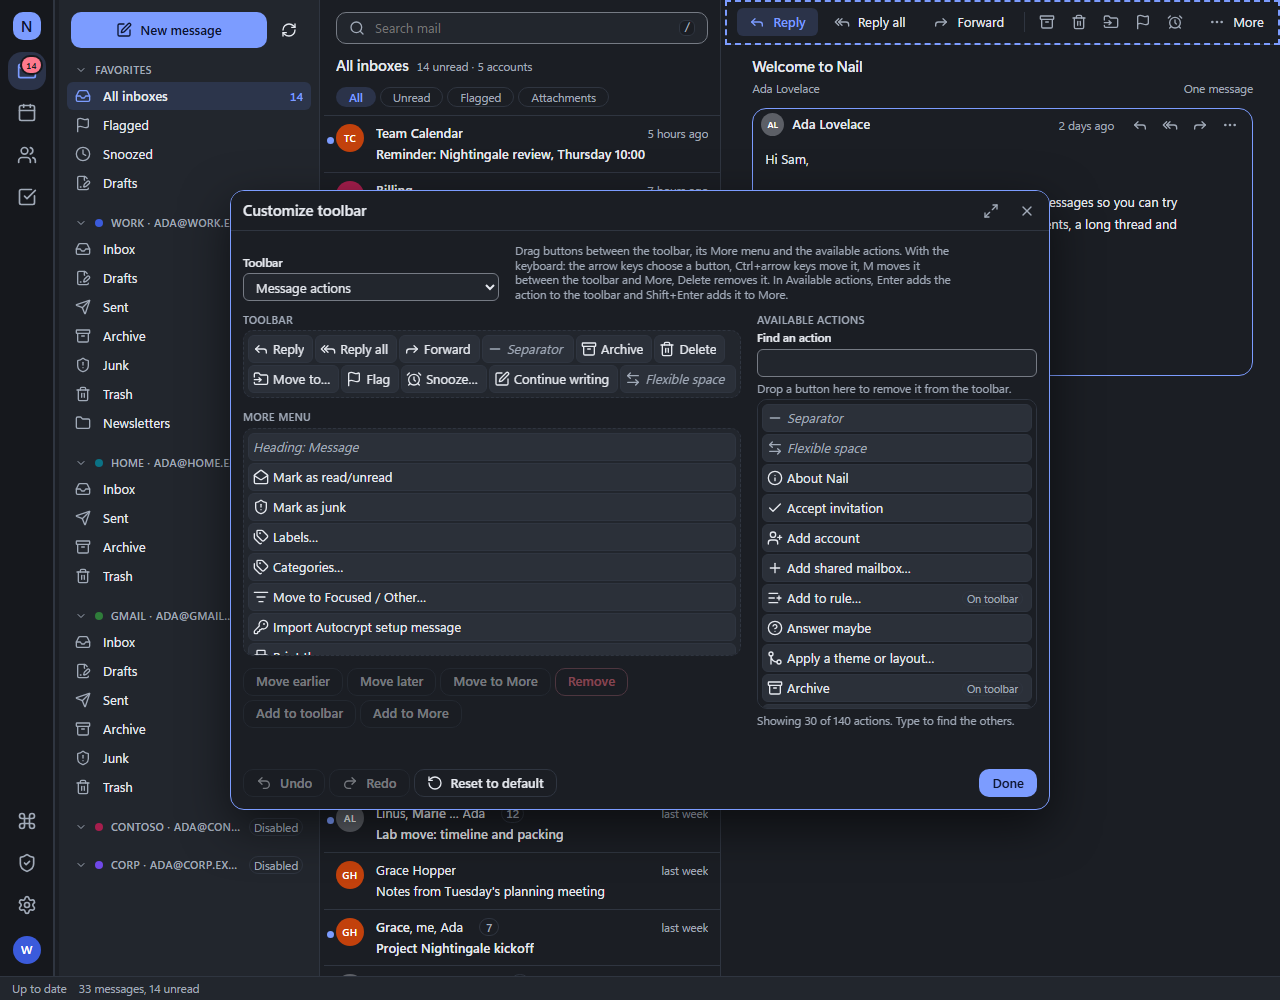 N
14
New message
FAVORITES
All inboxes 14
Flagged
Snoozed
Drafts
WORK · ADA@WORK.E
Inbox
Drafts
Sent
Archive
Junk
Trash
Newsletters
HOME · ADA@HOME.E
Inbox
Sent
Archive
Trash
GMAIL · ADA@GMAIL...
Inbox
Drafts
Sent
Archive
Junk
Trash
CONTOSO · ADA@CON... Disabled
CORP · ADA@CORP.EX... Disabled
W
Search mail /
All inboxes 14 unread · 5 accounts
All Unread Flagged Attachments
TC Team Calendar 5 hours ago
Reminder: Nightingale review, Thursday 10:00
Billing 7 hours ago
Reply Reply all Forward More
Welcome to Nail
Ada Lovelace One message
AL Ada Lovelace 2 days ago
Hi Sam,
essages so you can try
nts, a long thread and
Customize toolbar
Toolbar
Message actions
Drag buttons between the toolbar, its More menu and the available actions. With the
keyboard: the arrow keys choose a button, Ctrl+arrow keys move it, M moves it
between the toolbar and More, Delete removes it. In Available actions, Enter adds the
action to the toolbar and Shift+Enter adds it to More.
TOOLBAR
Reply Reply all Forward Separator Archive Delete
Move to... Flag Snooze... Continue writing Flexible space
MORE MENU
Heading: Message
Mark as read/unread
Mark as junk
Labels...
Categories...
Move to Focused / Other...
Import Autocrypt setup message
Move earlier Move later Move to More Remove
Add to toolbar Add to More
AVAILABLE ACTIONS
Find an action
Drop a button here to remove it from the toolbar.
Separator
Flexible space
About Nail
Accept invitation
Add account
Add shared mailbox...
Add to rule... On toolbar
Answer maybe
Apply a theme or layout...
Archive On toolbar
Showing 30 of 140 actions. Type to find the others.
Undo Redo Reset to default Done
AL Linus, Marie ... Ada 12 last week
Lab move: timeline and packing
GH Grace Hopper last week
Notes from Tuesday's planning meeting
GH Grace, me, Ada 7 last week
Project Nightingale kickoff
Up to date 33 messages, 14 unread